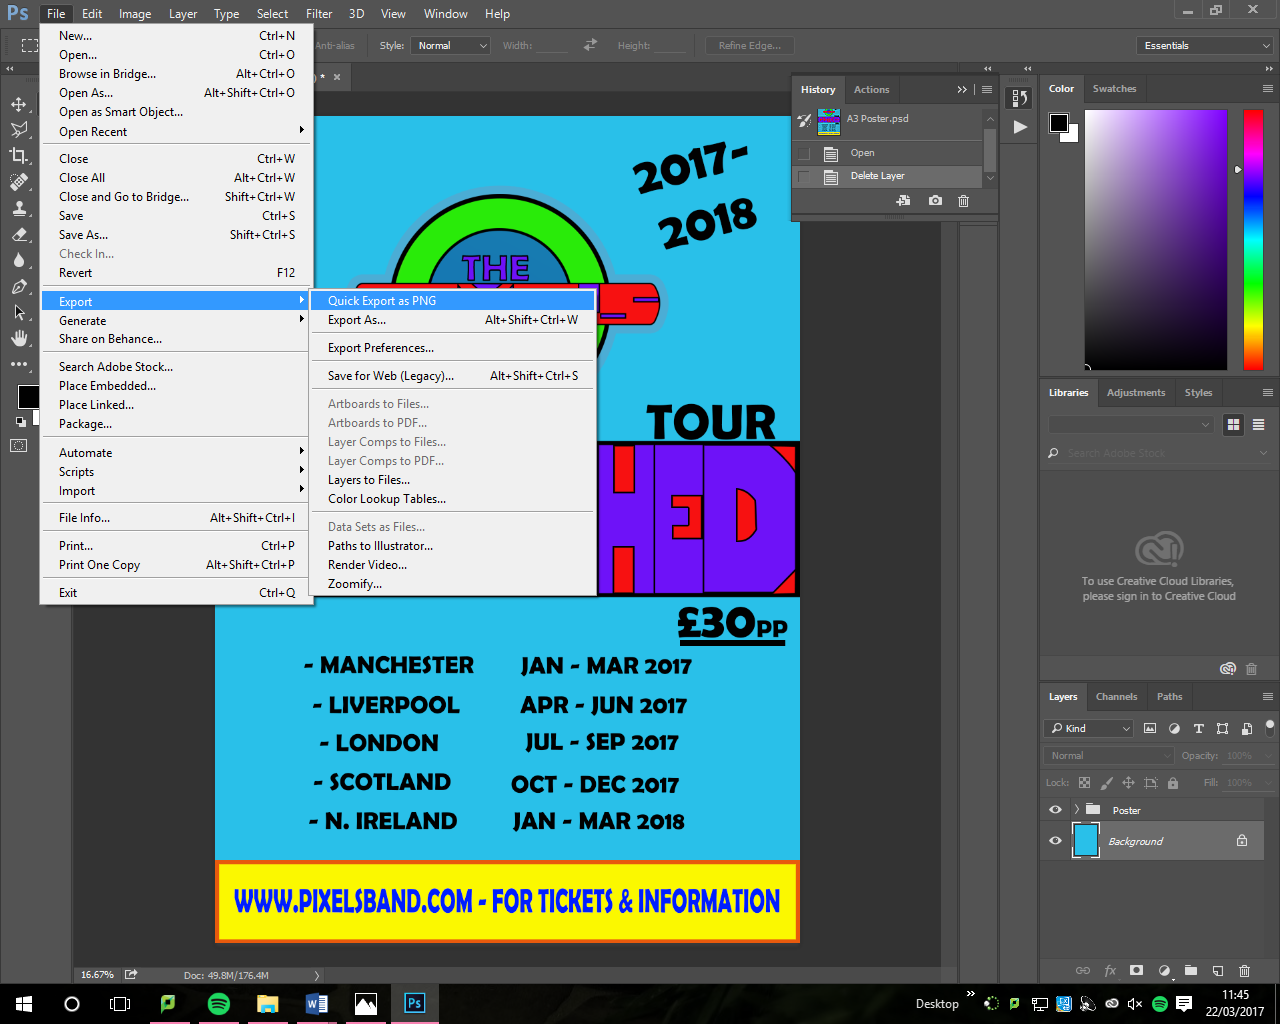 Ps File Edit Image Layer Type Select Filter 3D View Window Help
Anti-alias Style: Normal Width: Height: Refine Edge... Essentials
) * ×
New... Ctrl+N
Open... Ctrl+O
Browse in Bridge... Alt+Ctrl+O
Open As... Alt+Shift+Ctrl+O
Open as Smart Object...
Open Recent
Close Ctrl+W
Close All Alt+Ctrl+W
Close and Go to Bridge... Shift+Ctrl+W
Save Ctrl+S
Save As... Shift+Ctrl+S
Check In...
Revert F12
Export
Generate
Share on Behance...
Search Adobe Stock...
Place Embedded...
Place Linked...
Package...
Automate
Scripts
Import
File Info... Alt+Shift+Ctrl+I
Print... Ctrl+P
Print One Copy Alt+Shift+Ctrl+P
Exit Ctrl+Q
Quick Export as PNG
Export As... Alt+Shift+Ctrl+W
Export Preferences...
Save for Web (Legacy)... Alt+Shift+Ctrl+S
Artboards to Files...
Artboards to PDF...
Layer Comps to Files...
Layer Comps to PDF...
Layers to Files...
Color Lookup Tables...
Data Sets as Files...
Paths to Illustrator...
Render Video...
Zoomify...
2017-
2018
THE
TOUR
HED
£30PP
- MANCHESTER JAN - MAR 2017
- LIVERPOOL APR - JUN 2017
- LONDON JUL - SEP 2017
- SCOTLAND OCT - DEC 2017
- N. IRELAND JAN - MAR 2018
WWW.PIXELSBAND.COM - FOR TICKETS & INFORMATION
History Actions
A3 Poster.psd
Open
Delete Layer
Color Swatches
Libraries Adjustments Styles
Search Adobe Stock
To use Creative Cloud Libraries,
please sign in to Creative Cloud
Layers Channels Paths
Kind
Normal Opacity: 100%
Lock: Fill: 100%
Poster
Background
fx
16.67% Doc: 49.8M/176.4M
Desktop 11:45
22/03/2017